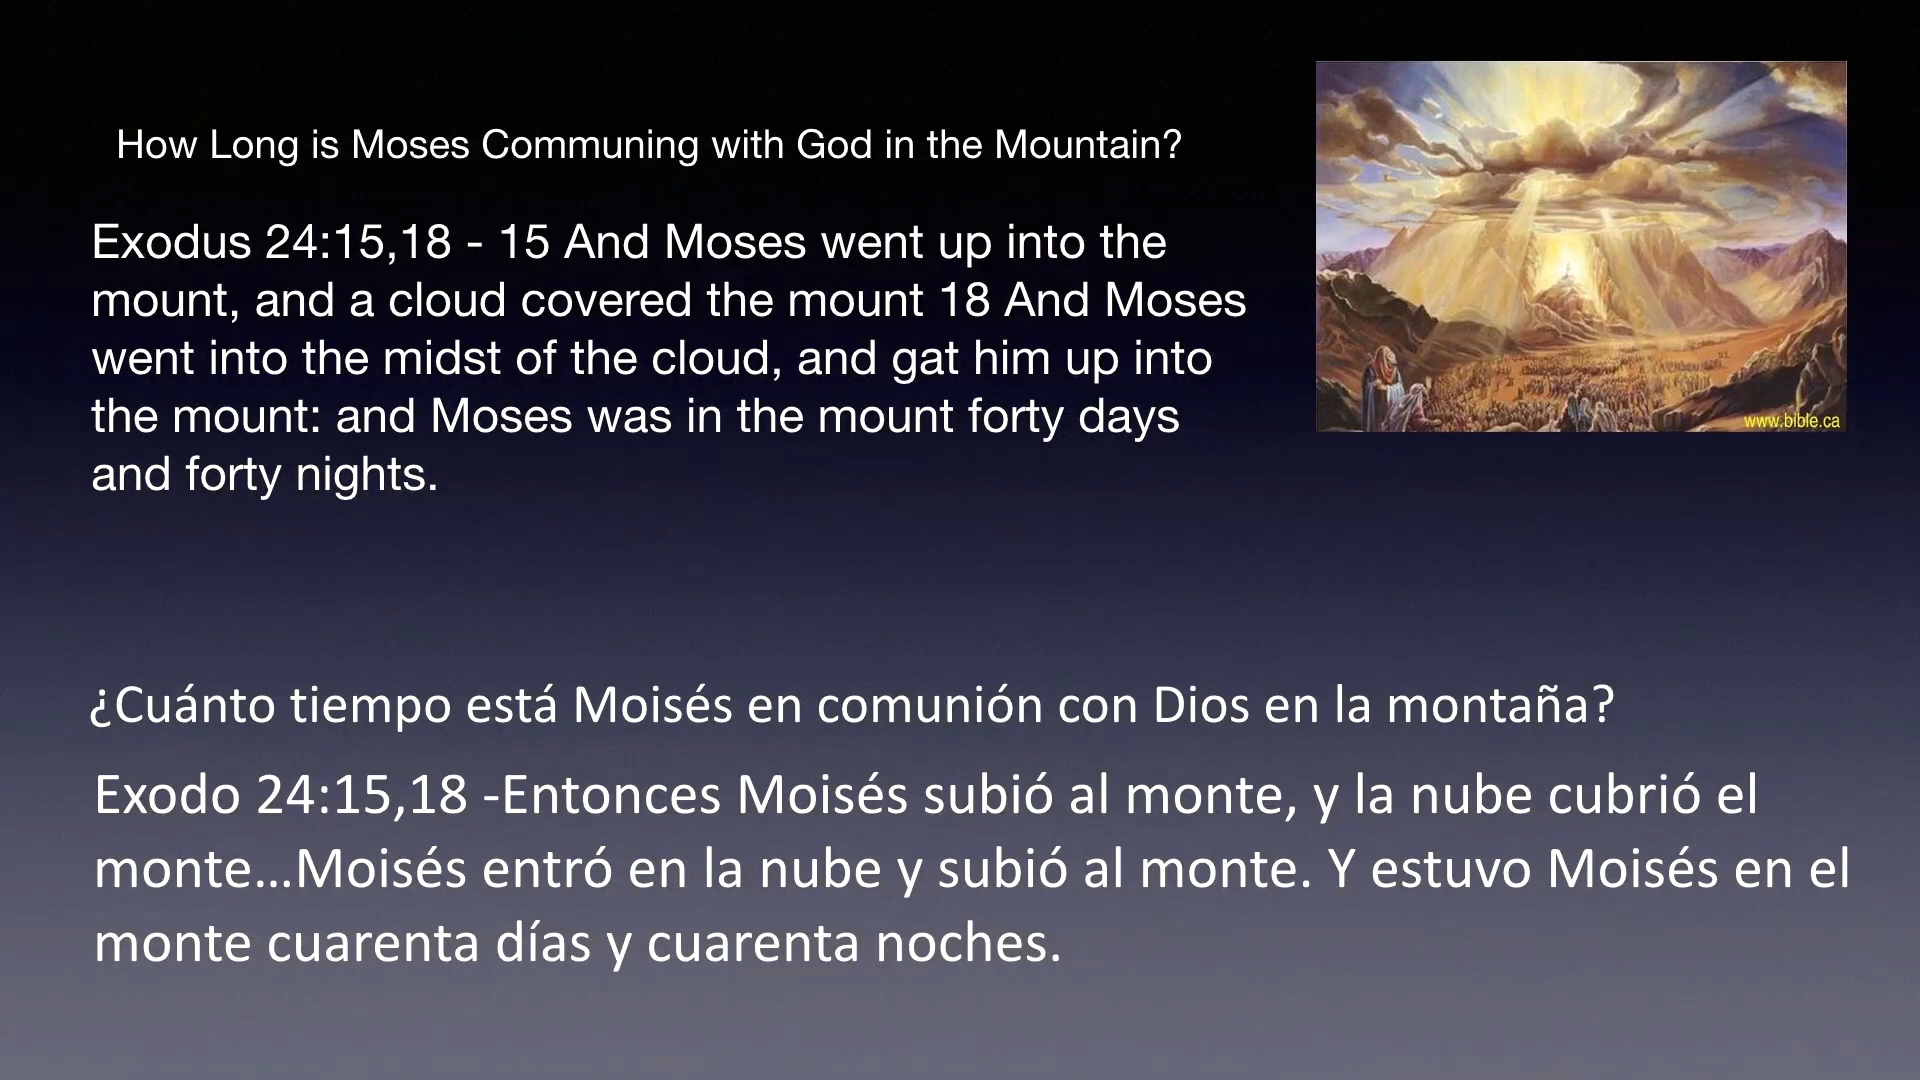 How Long is Moses Communing with God in the Mountain?
Exodus 24:15,18 - 15 And Moses went up into the
mount, and a cloud covered the mount 18 And Moses
went into the midst of the cloud, and gat him up into
the mount: and Moses was in the mount forty days
and forty nights.
www.bible.ca
¿Cuánto tiempo está Moisés en comunión con Dios en la montaña?
Exodo 24:15,18 -Entonces Moisés subió al monte, y la nube cubrió el
monte…Moisés entró en la nube y subió al monte. Y estuvo Moisés en el
monte cuarenta días y cuarenta noches.